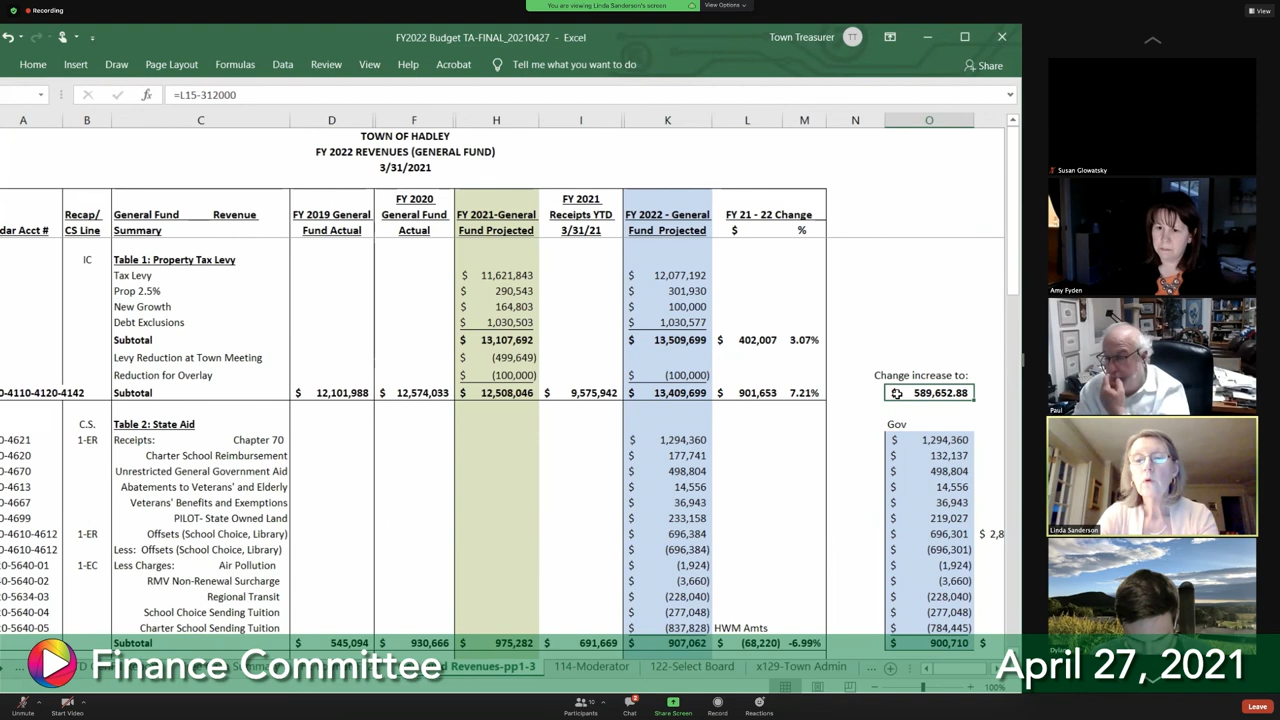 Recording
You are viewing Linda Sanderson's screen
View Options
View
FY2022 Budget TA-FINAL_20210427 - Excel
Town Treasurer TT
Home Insert Draw Page Layout Formulas Data Review View Help Acrobat Tell me what you want to do Share
fx =L15-312000
A B C D F H I K L M N O
TOWN OF HADLEY
FY 2022 REVENUES (GENERAL FUND)
3/31/2021
FY 2020 FY 2021
Recap/ General Fund Revenue FY 2019 General General Fund FY 2021-General Receipts YTD FY 2022 - General FY 21 - 22 Change
dar Acct # CS Line Summary Fund Actual Actual Fund Projected 3/31/21 Fund Projected $ %
IC Table 1: Property Tax Levy
Tax Levy $ 11,621,843 $ 12,077,192
Prop 2.5% $ 290,543 $ 301,930
New Growth $ 164,803 $ 100,000
Debt Exclusions $ 1,030,503 $ 1,030,577
Subtotal $ 13,107,692 $ 13,509,699 $ 402,007 3.07%
Levy Reduction at Town Meeting $ (499,649)
Reduction for Overlay $ (100,000) $ (100,000) Change increase to:
0-4110-4120-4142 Subtotal $ 12,101,988 $ 12,574,033 $ 12,508,046 $ 9,575,942 $ 13,409,699 $ 901,653 7.21% 589,652.88
C.S. Table 2: State Aid Gov
0-4621 1-ER Receipts: Chapter 70 $ 1,294,360 $ 1,294,360
0-4620 Charter School Reimbursement $ 177,741 $ 132,137
0-4670 Unrestricted General Government Aid $ 498,804 $ 498,804
0-4613 Abatements to Veterans' and Elderly $ 14,556 $ 14,556
0-4667 Veterans' Benefits and Exemptions $ 36,943 $ 36,943
0-4699 PILOT- State Owned Land $ 233,158 $ 219,027
0-4610-4612 1-ER Offsets (School Choice, Library) $ 696,384 $ 696,301 $ 2,8
0-4610-4612 Less: Offsets (School Choice, Library) $ (696,384) $ (696,301)
20-5640-01 1-EC Less Charges: Air Pollution $ (1,924) $ (1,924)
20-5640-02 RMV Non-Renewal Surcharge $ (3,660) $ (3,660)
20-5634-03 Regional Transit $ (228,040) $ (228,040)
20-5640-04 School Choice Sending Tuition $ (277,048) $ (277,048)
20-5640-05 Charter School Sending Tuition $ (837,828) HWM Amts $ (784,445)
Subtotal $ 545,094 $ 930,666 $ 975,282 $ 691,669 $ 907,062 $ (68,220) -6.99% $ 900,710 $
Revenues-pp1-3 114-Moderator 122-Select Board x129-Town Admin ...
100%
Susan Glowatsky
Amy Fyden
Paul
Linda Sanderson
Finance Committee
April 27, 2021
Unmute Start Video Participants 10 Chat 2 Share Screen Record Reactions Leave